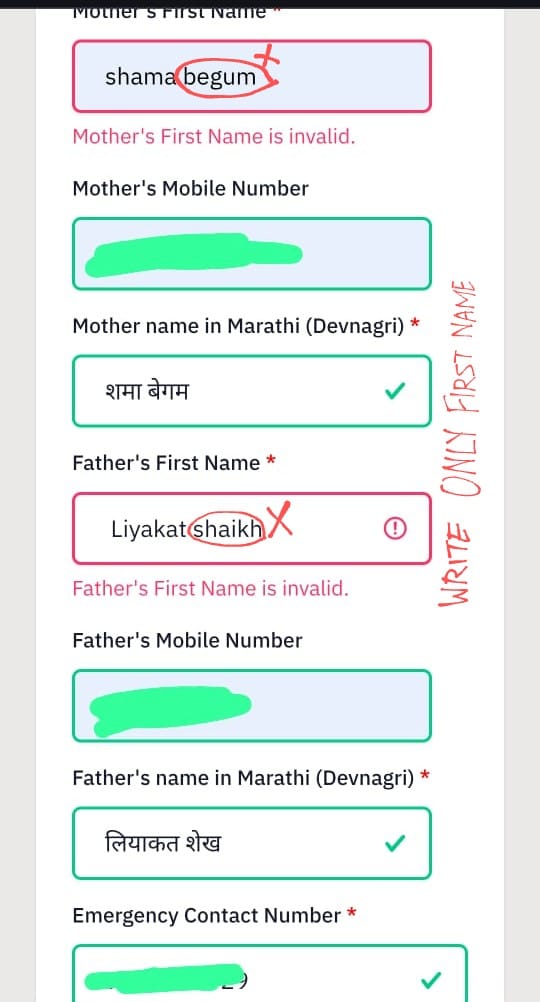 Mother's First Name *
shama begum
Mother's First Name is invalid.
Mother's Mobile Number
Mother name in Marathi (Devnagri) *
शमा बेगम
Father's First Name *
Liyakat shaikh
Father's First Name is invalid.
Father's Mobile Number
Father's name in Marathi (Devnagri) *
लियाकत शेख
Emergency Contact Number *
WRITE ONLY FIRST NAME